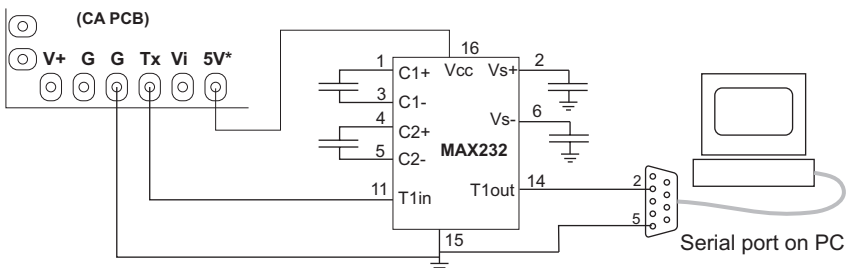 (CA PCB)
V+ G G Tx Vi 5V*
16
1 C1+ Vcc Vs+ 2
3 C1-
4 C2+ Vs- 6
5 C2- MAX232
11 T1in T1out 14 2
15 5
Serial port on PC